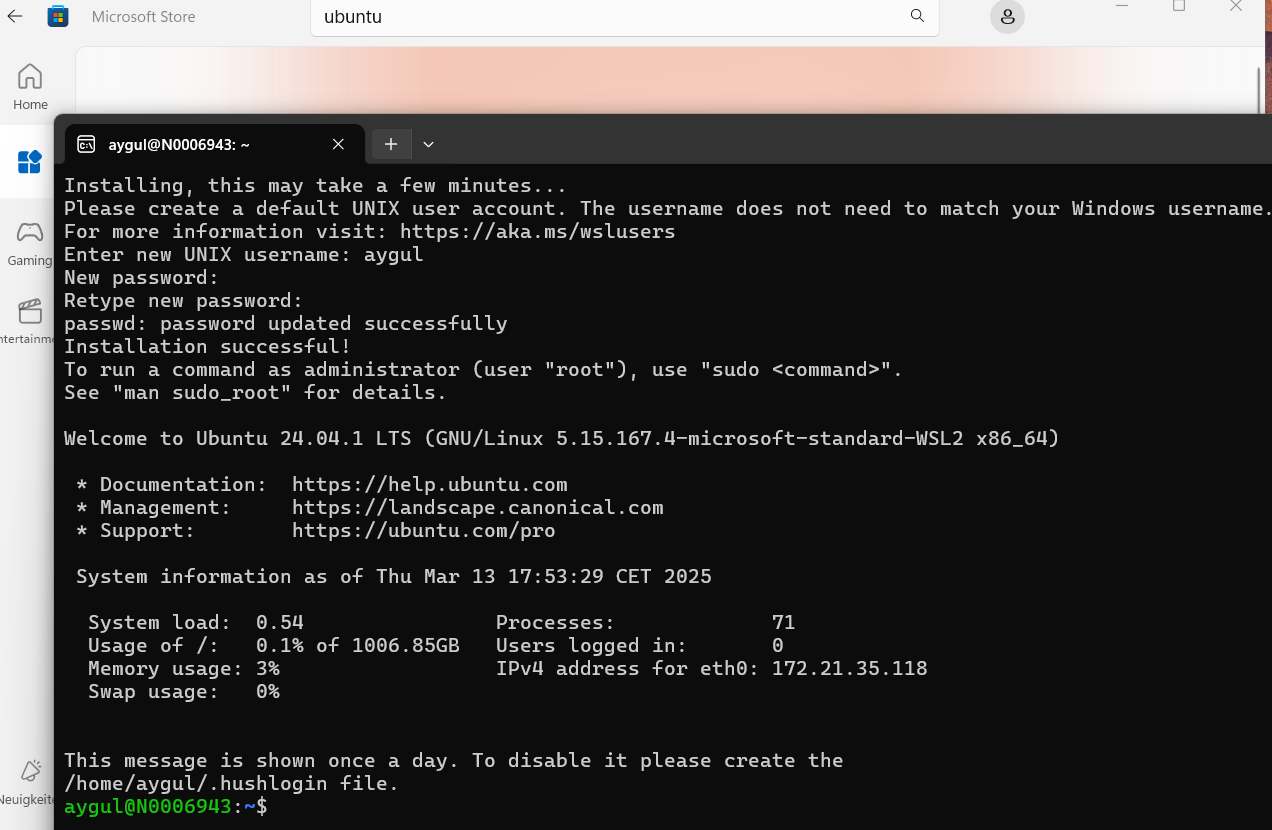 Microsoft Store
ubuntu
Home
Gaming
ntertainme
Neuigkeite
aygul@N0006943: ~
Installing, this may take a few minutes...
Please create a default UNIX user account. The username does not need to match your Windows username.
For more information visit: https://aka.ms/wslusers
Enter new UNIX username: aygul
New password:
Retype new password:
passwd: password updated successfully
Installation successful!
To run a command as administrator (user "root"), use "sudo <command>".
See "man sudo_root" for details.
Welcome to Ubuntu 24.04.1 LTS (GNU/Linux 5.15.167.4-microsoft-standard-WSL2 x86_64)
* Documentation: https://help.ubuntu.com
* Management: https://landscape.canonical.com
* Support: https://ubuntu.com/pro
System information as of Thu Mar 13 17:53:29 CET 2025
System load: 0.54 Processes: 71
Usage of /: 0.1% of 1006.85GB Users logged in: 0
Memory usage: 3% IPv4 address for eth0: 172.21.35.118
Swap usage: 0%
This message is shown once a day. To disable it please create the
/home/aygul/.hushlogin file.
aygul@N0006943:~$